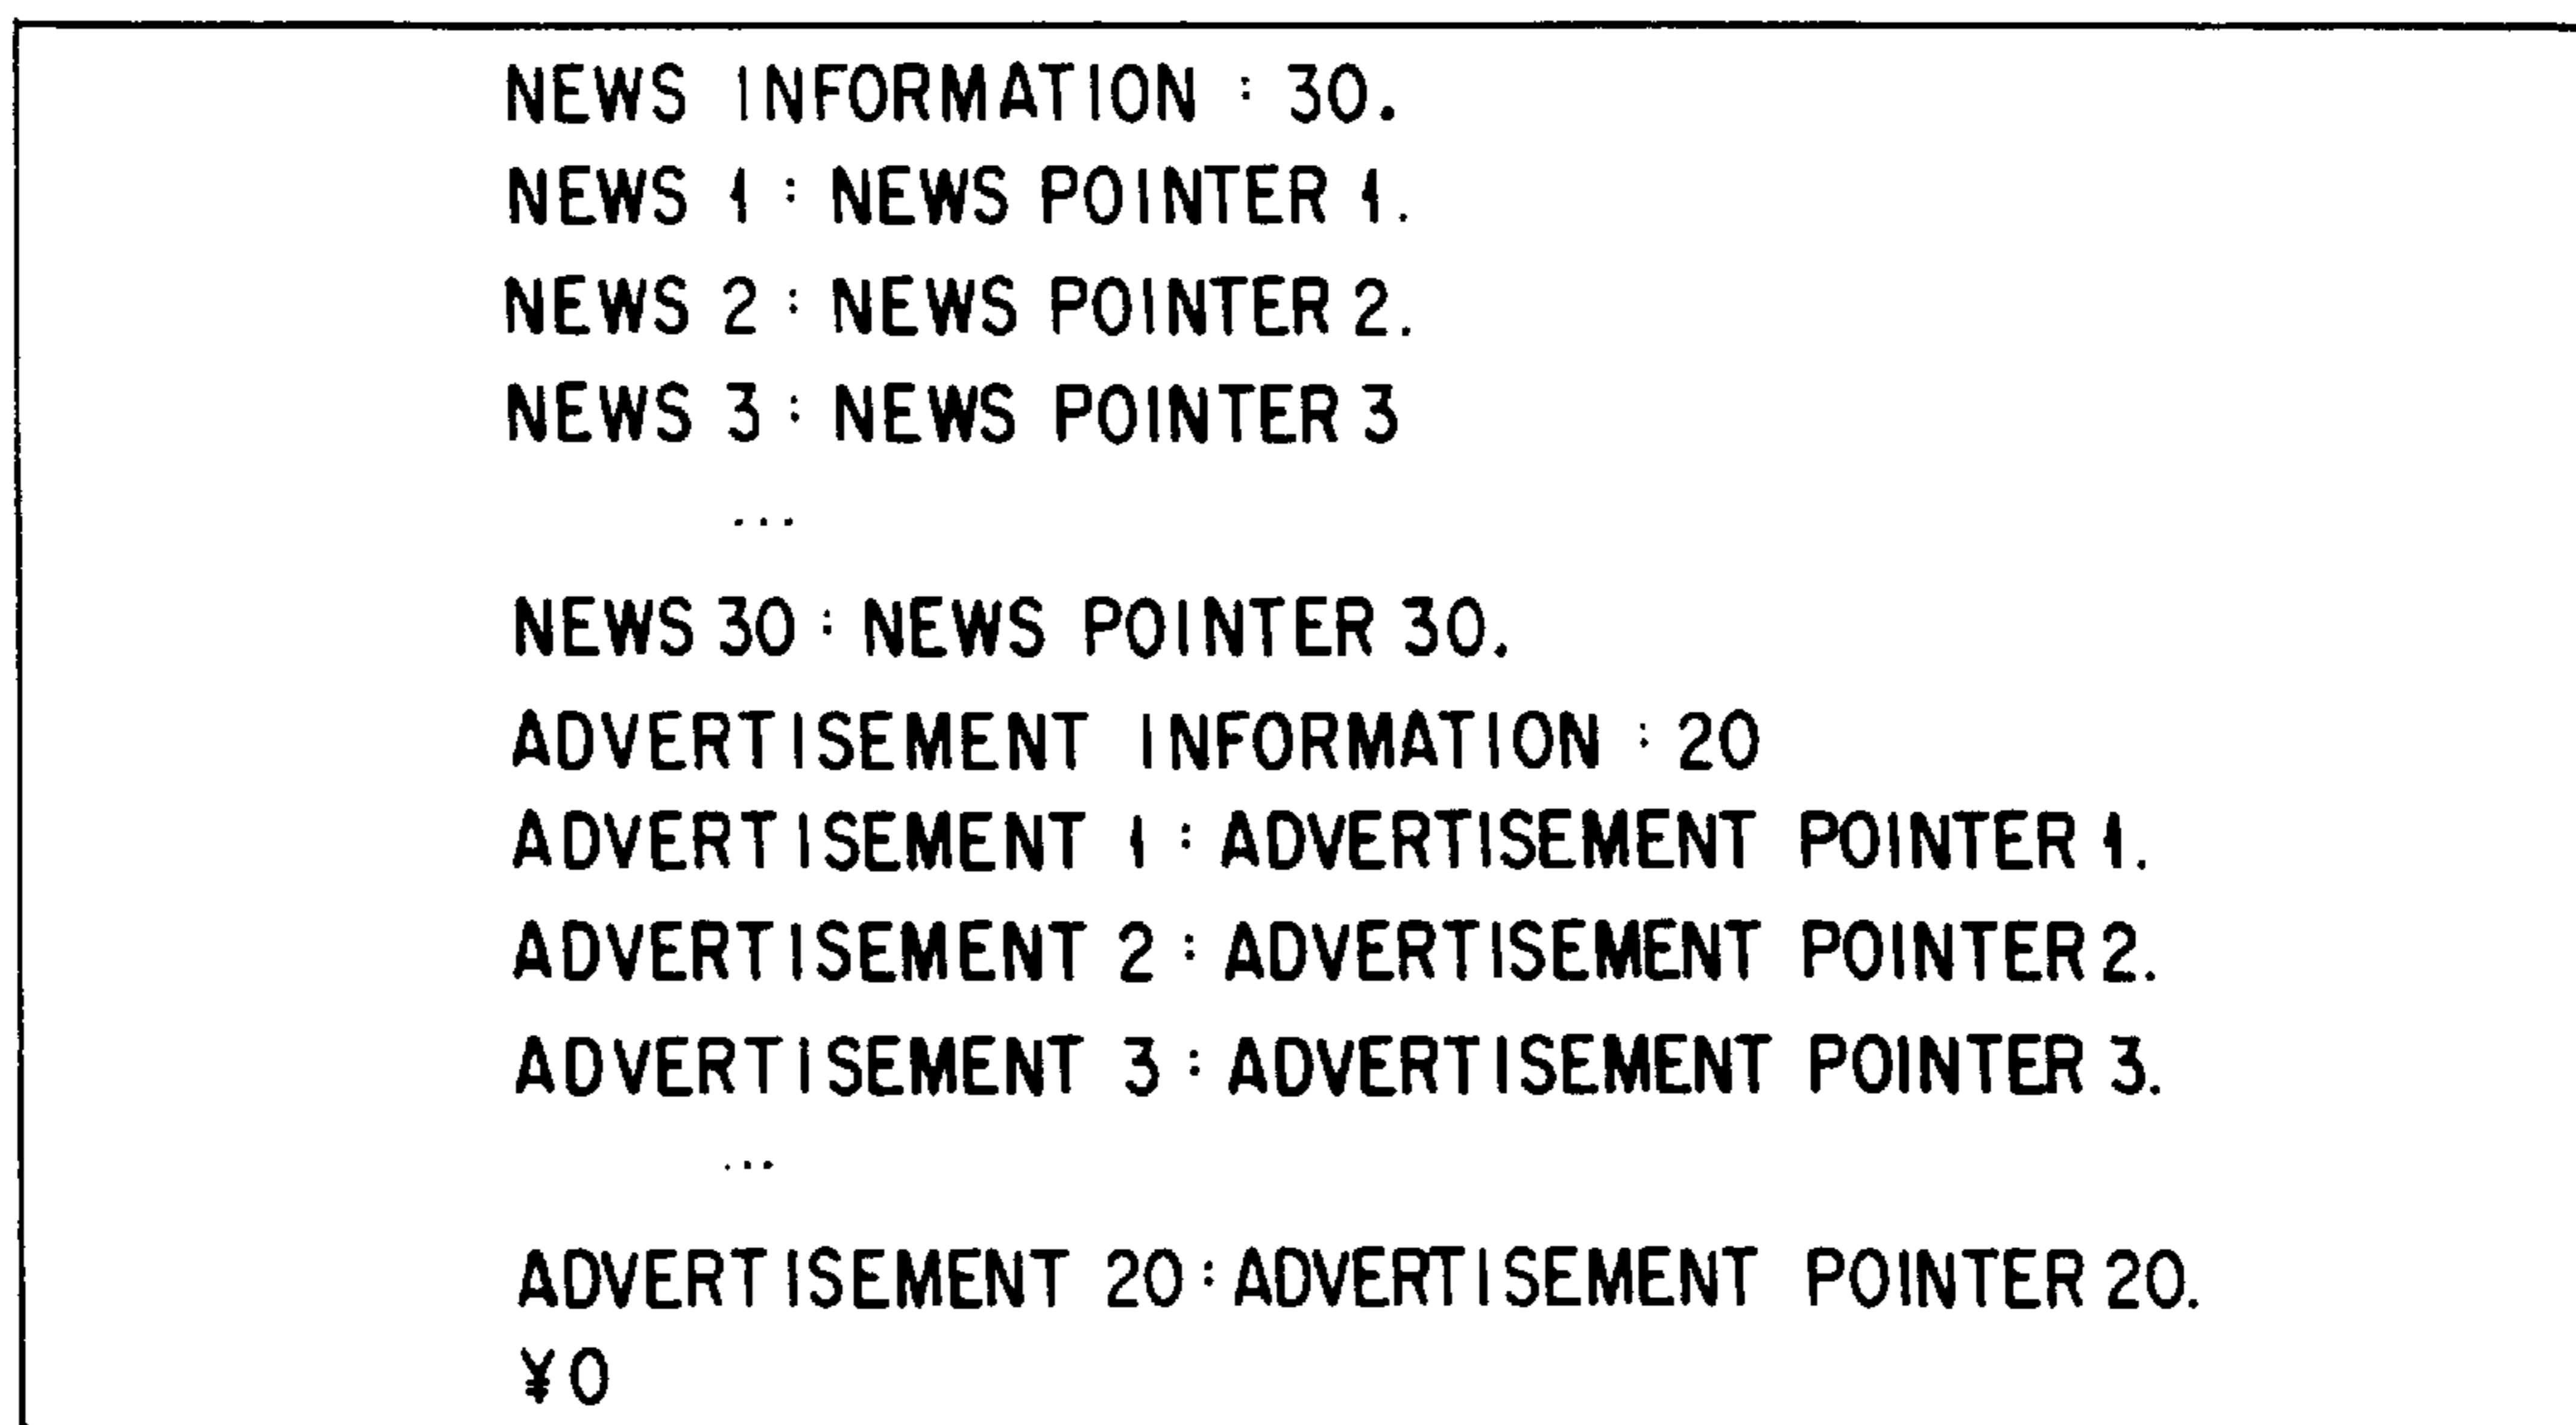 NEWS INFORMATION : 30.
NEWS 1 : NEWS POINTER 1.
NEWS 2 : NEWS POINTER 2.
NEWS 3 : NEWS POINTER 3
...
NEWS 30 : NEWS POINTER 30.
ADVERTISEMENT INFORMATION : 20
ADVERTISEMENT 1 : ADVERTISEMENT POINTER 1.
ADVERTISEMENT 2 : ADVERTISEMENT POINTER 2.
ADVERTISEMENT 3 : ADVERTISEMENT POINTER 3.
...
ADVERTISEMENT 20 : ADVERTISEMENT POINTER 20.
¥0